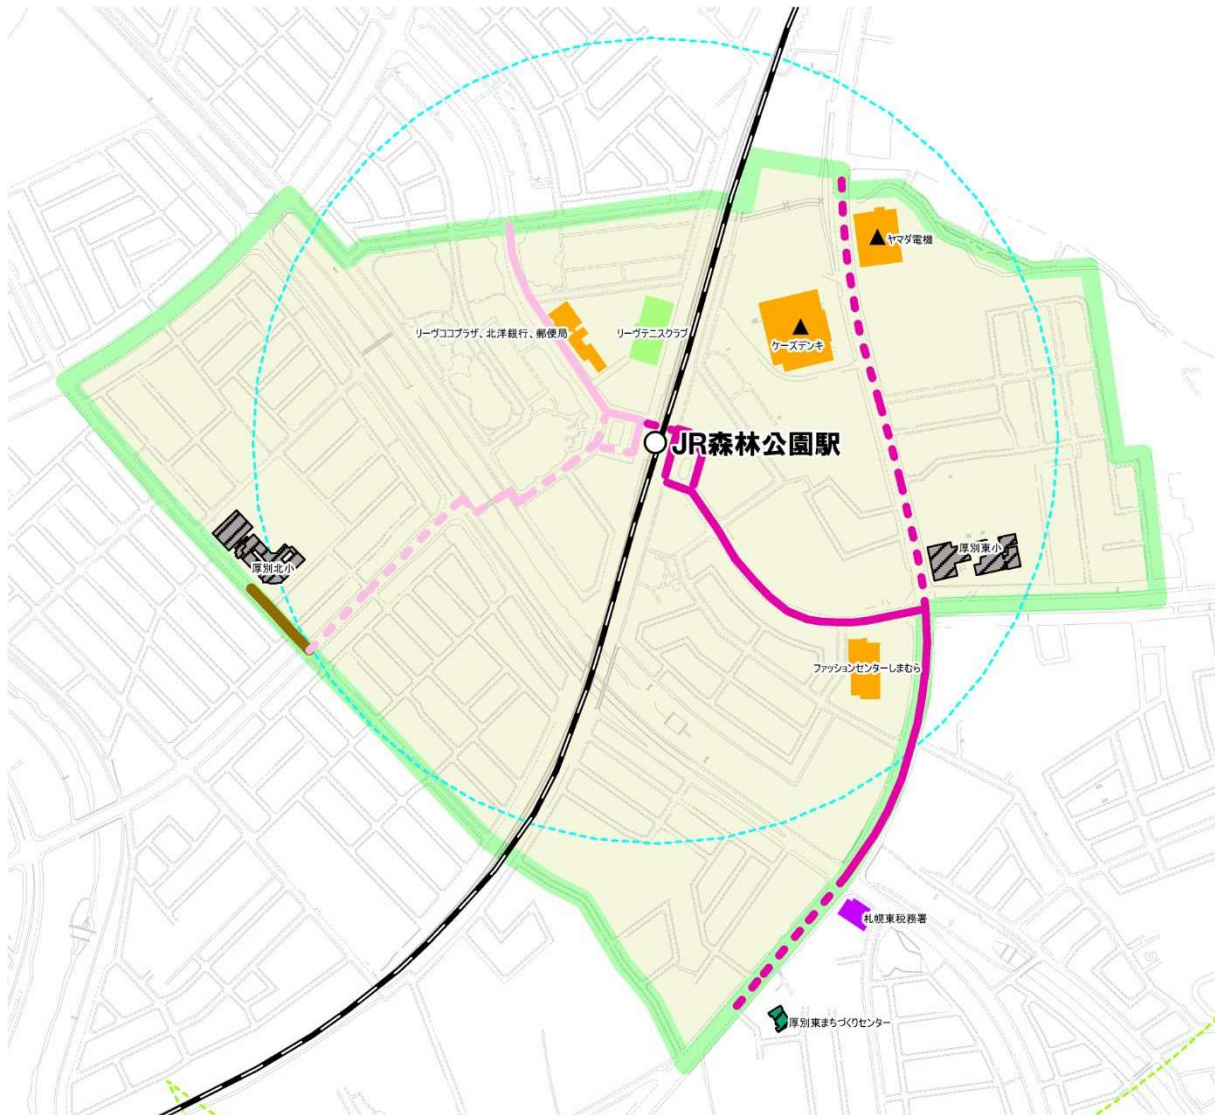 ヤマダ電機
リーヴココプラザ、北洋銀行、郵便局
リーヴテニスクラブ
ケーズデンキ
JR森林公園駅
厚別東小
厚別北小
ファッションセンターしまむら
札幌東税務署
厚別東まちづくりセンター